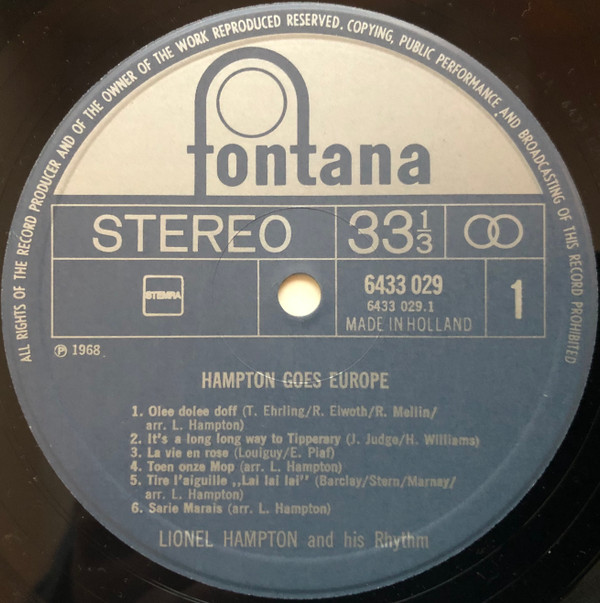 ALL RIGHTS OF THE RECORD PRODUCER AND OF THE OWNER OF THE WORK REPRODUCED RESERVED. COPYING, PUBLIC PERFORMANCE AND BROADCASTING OF THIS RECORD PROHIBITED
fontana
STEREO 33 1/3
STEMRA
6433 029
6433 029.1
MADE IN HOLLAND
1
℗ 1968
HAMPTON GOES EUROPE
1. Olee dolee doff (T. Ehrling/R. Elwoth/R. Mellin/
arr. L. Hampton)
2. It's a long long way to Tipperary (J. Judge/H. Williams)
3. La vie en rose (Louiguy/E. Piaf)
4. Toen onze Mop (arr. L. Hampton)
5. Tire l'aiguille ,,Lai lai lai" (Barclay/Stern/Marnay/
arr. L. Hampton)
6. Sarie Marais (arr. L. Hampton)
LIONEL HAMPTON and his Rhythm